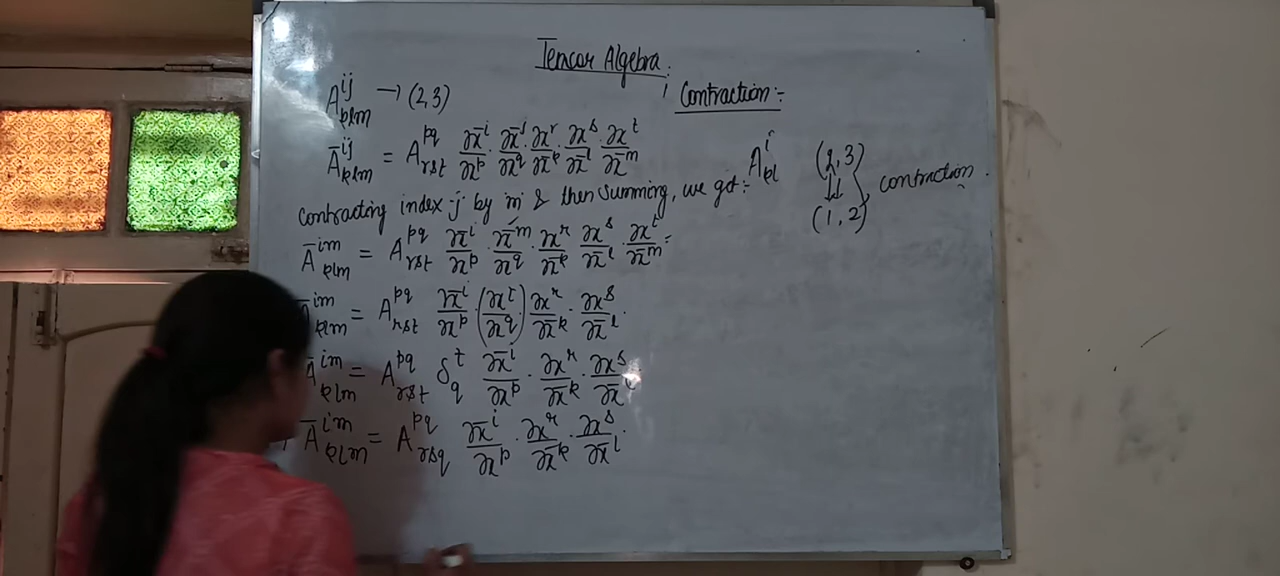 Tencor Algebra :
Contraction :-
A^{ij}_{klm} → (2,3)
Ā^{ij}_{klm} = A^{pq}_{rst} ∂x̄^i/∂x^p · ∂x̄^j/∂x^q · ∂x^r/∂x̄^k · ∂x^s/∂x̄^l · ∂x^t/∂x̄^m
A^i_{kl} (2,3) ⇓ (1,2) } contraction.
contracting index j by m & then summing, we get :-
Ā^{im}_{klm} = A^{pq}_{rst} ∂x̄^i/∂x^p · ∂x̄^m/∂x^q · ∂x^r/∂x̄^k ∂x^s/∂x̄^l · ∂x^t/∂x̄^m
Ā^{im}_{klm} = A^{pq}_{rst} ∂x̄^i/∂x^p · (∂x^t/∂x^q) ∂x^r/∂x̄^k · ∂x^s/∂x̄^l .
Ā^{im}_{klm} = A^{pq}_{rst} δ^t_q ∂x̄^i/∂x^p · ∂x^r/∂x̄^k · ∂x^s/∂x̄^l
Ā^{im}_{klm} = A^{pq}_{rsq} ∂x̄^i/∂x^p · ∂x^r/∂x̄^k · ∂x^s/∂x̄^l .